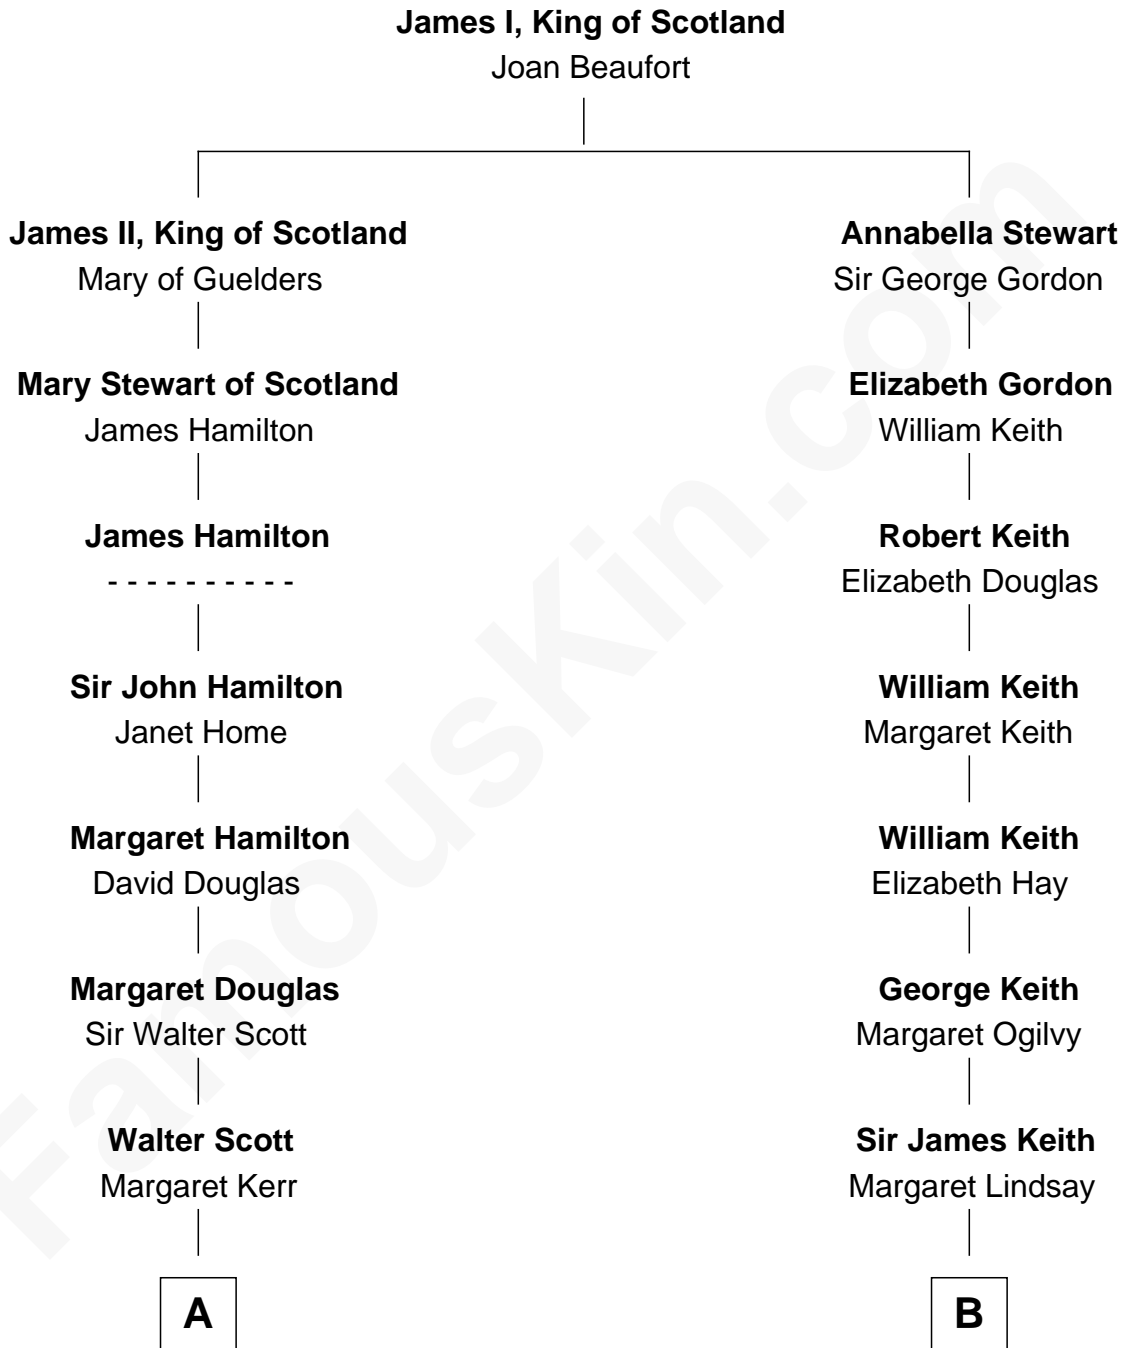 James I, King of Scotland
Joan Beaufort
James II, King of Scotland
Mary of Guelders
Annabella Stewart
Sir George Gordon
Mary Stewart of Scotland
James Hamilton
Elizabeth Gordon
William Keith
James Hamilton
- - - - - - - - - -
Robert Keith
Elizabeth Douglas
Sir John Hamilton
Janet Home
William Keith
Margaret Keith
Margaret Hamilton
David Douglas
William Keith
Elizabeth Hay
Margaret Douglas
Sir Walter Scott
George Keith
Margaret Ogilvy
Walter Scott
Margaret Kerr
Sir James Keith
Margaret Lindsay
A
B
FamousKin.com